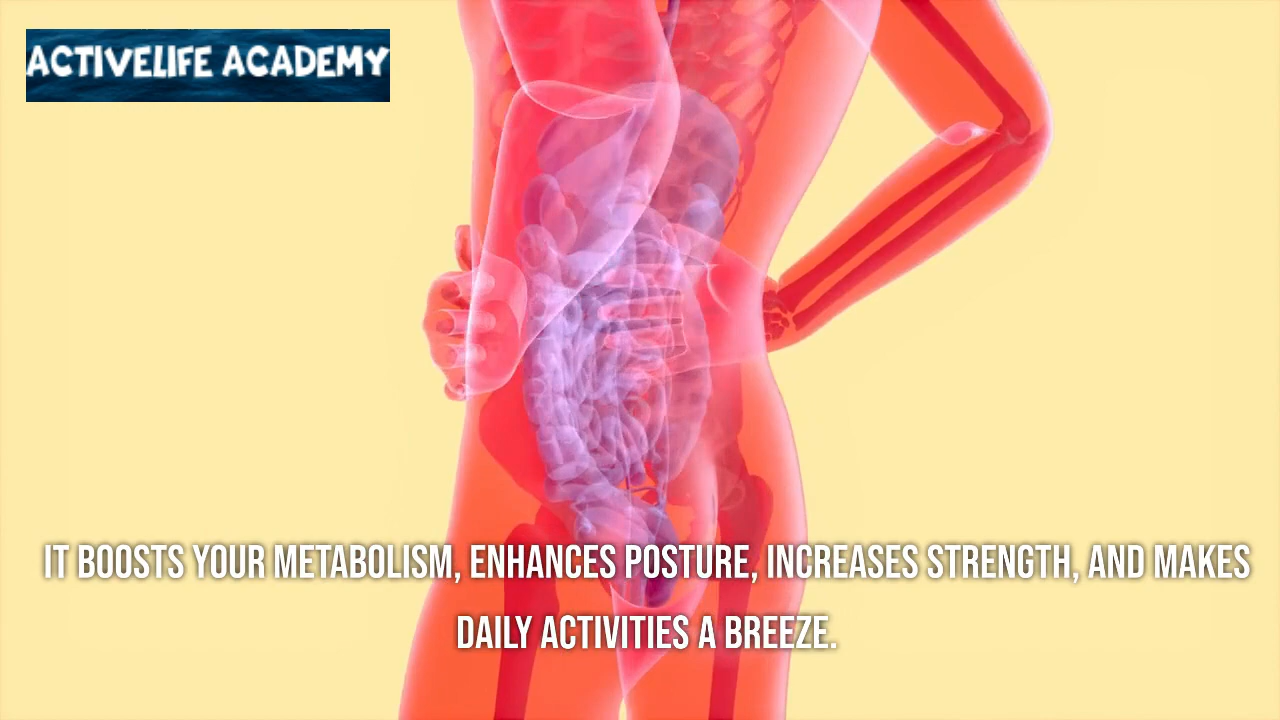 ACTIVELIFE ACADEMY
IT BOOSTS YOUR METABOLISM, ENHANCES POSTURE, INCREASES STRENGTH, AND MAKES
DAILY ACTIVITIES A BREEZE.